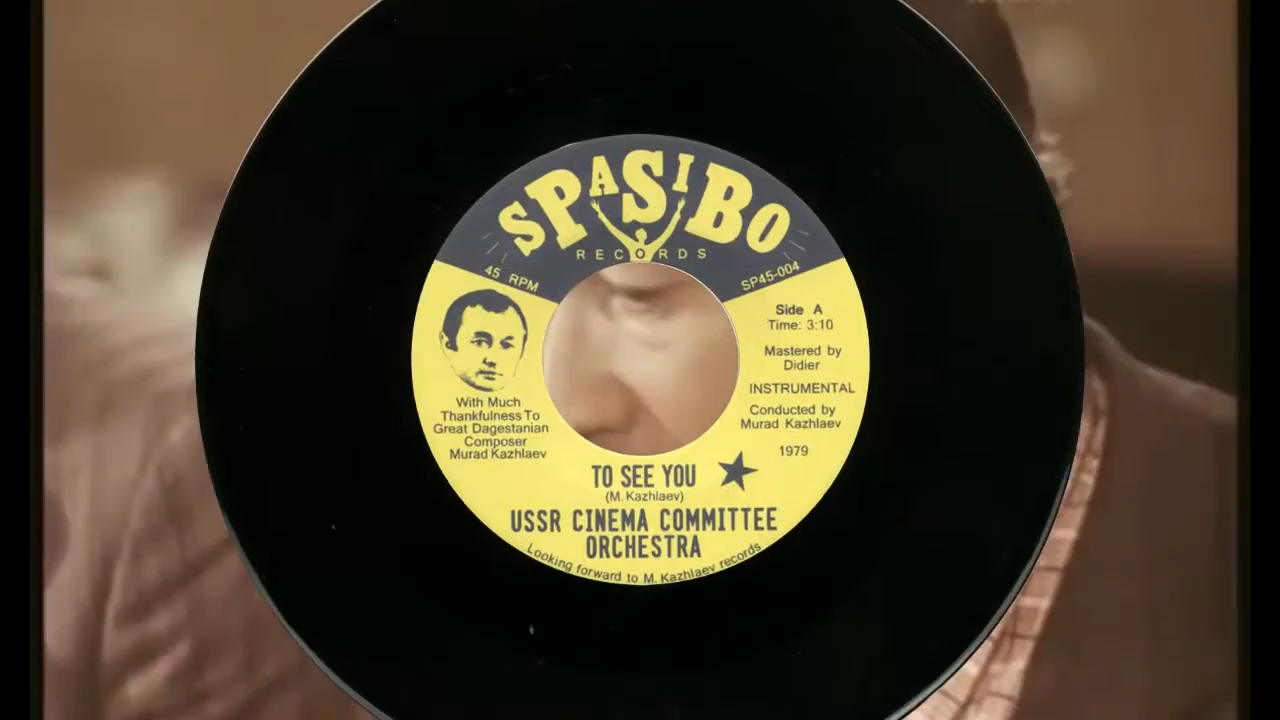 SPASIBO
RECORDS
45 RPM
SP45-004
Side A
Time: 3:10
Mastered by
Didier
INSTRUMENTAL
Conducted by
Murad Kazhlaev
1979
With Much
Thankfulness To
Great Dagestanian
Composer
Murad Kazhlaev
TO SEE YOU
(M. Kazhlaev)
USSR CINEMA COMMITTEE
ORCHESTRA
Looking forward to M. Kazhlaev records